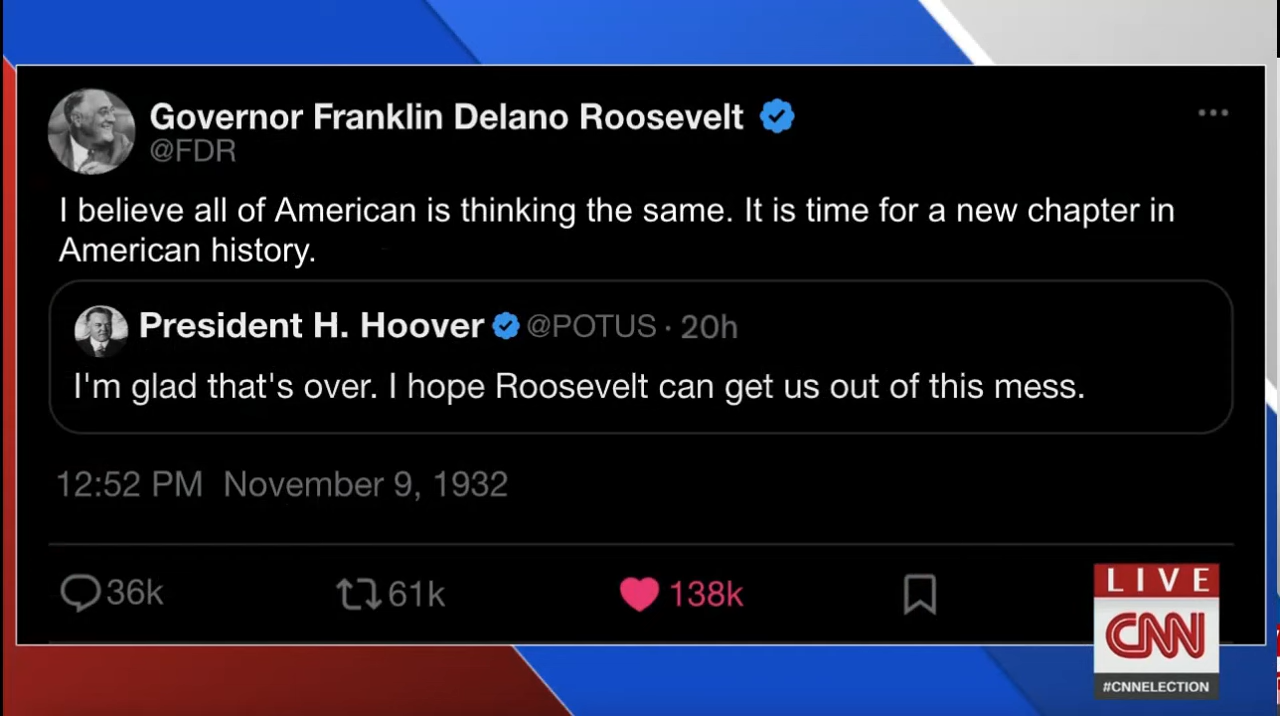 Governor Franklin Delano Roosevelt
@FDR
I believe all of American is thinking the same. It is time for a new chapter in
American history.
President H. Hoover @POTUS · 20h
I'm glad that's over. I hope Roosevelt can get us out of this mess.
12:52 PM November 9, 1932
36k 61k 138k
LIVE
CNN
#CNNELECTION